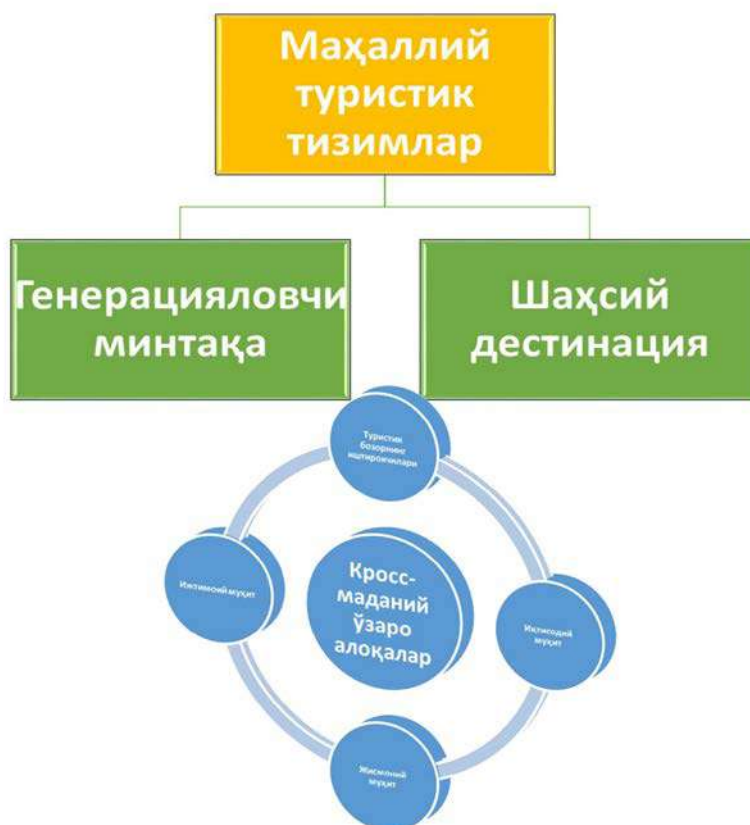 Маҳаллий
туристик
тизимлар
Генерацияловчи
минтақа
Шаҳсий
дестинация
Туристик
бозорнинг
иштирокчилари
Ижтимоий муҳит
Кросс-
маданий
ўзаро
алоқалар
Иқтисодий
муҳит
Жисмоний
муҳит